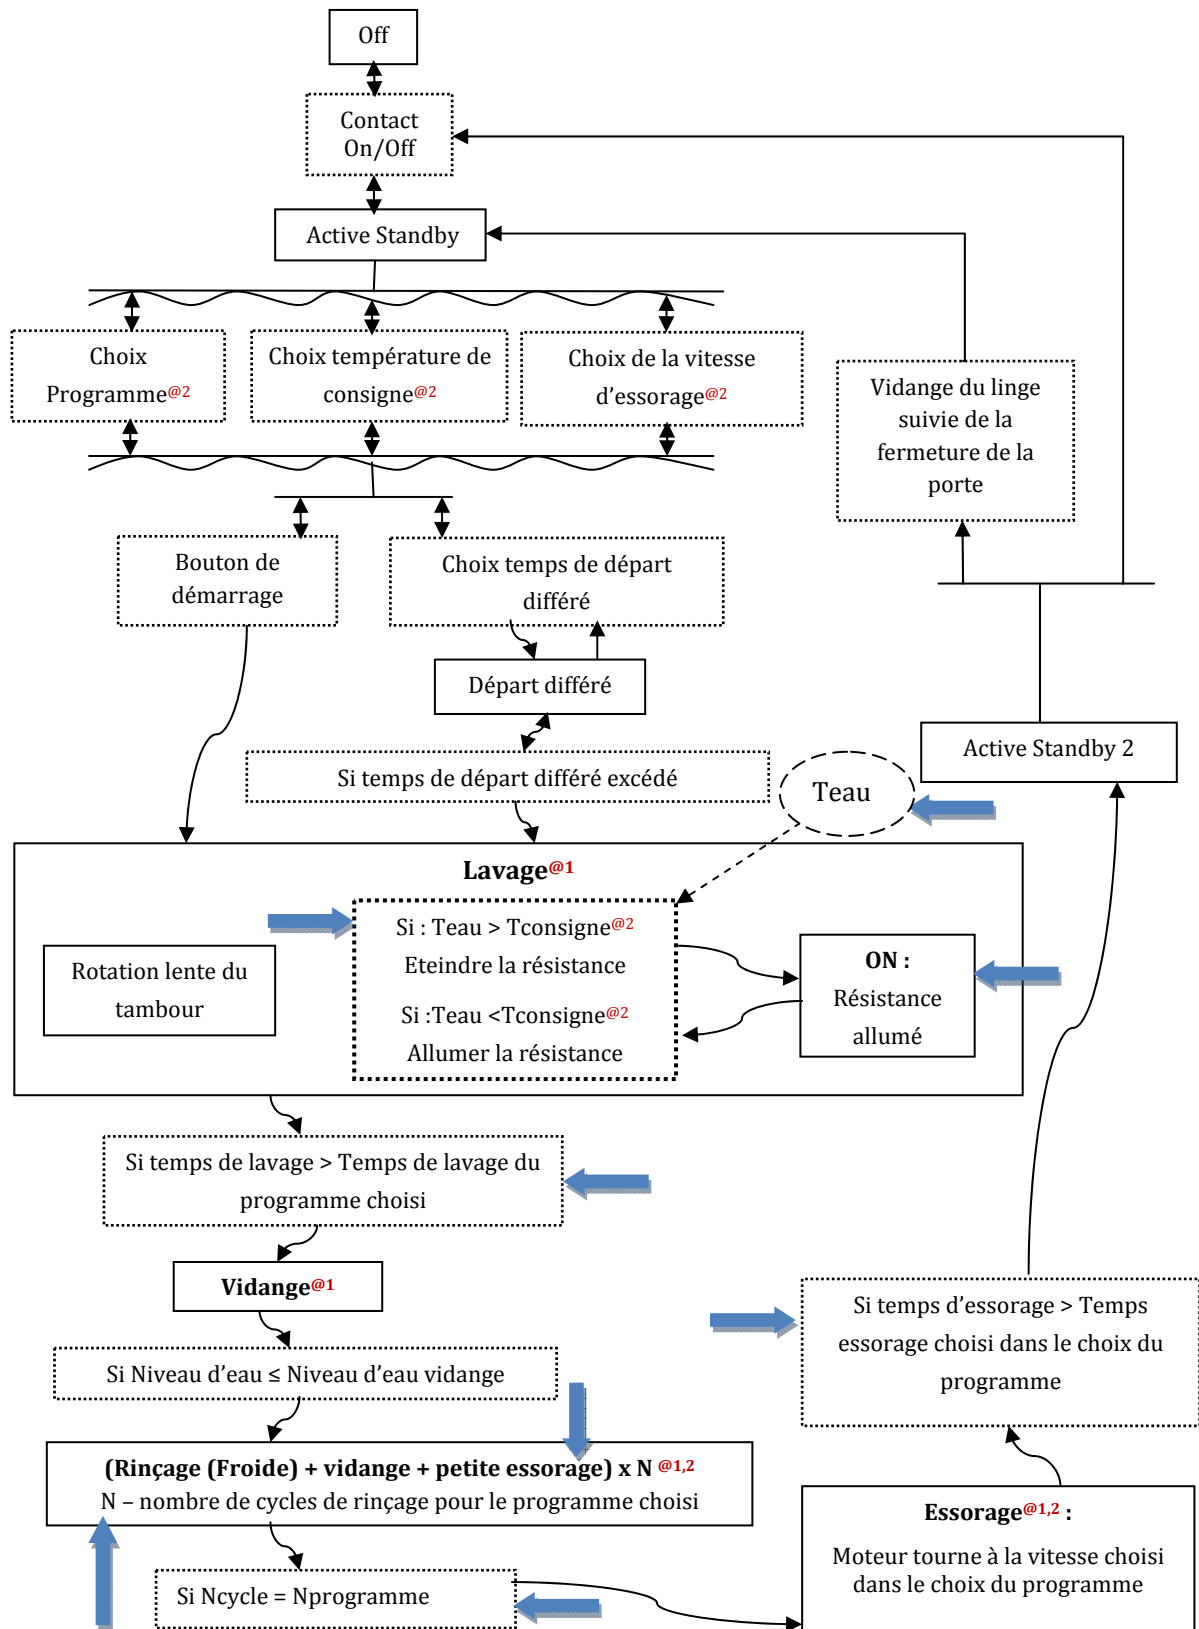 Off
Contact
On/Off
Active Standby
Choix
Programme@2
Choix température de
consigne@2
Choix de la vitesse
d'essorage@2
Vidange du linge
suivie de la
fermeture de la
porte
Bouton de
démarrage
Choix temps de départ
différé
Départ différé
Active Standby 2
Si temps de départ différé excédé
Teau
Lavage@1
Rotation lente du
tambour
Si : Teau > Tconsigne@2
Eteindre la résistance
Si :Teau <Tconsigne@2
Allumer la résistance
ON :
Résistance
allumé
Si temps de lavage > Temps de lavage du
programme choisi
Vidange@1
Si Niveau d'eau ≤ Niveau d'eau vidange
Si temps d'essorage > Temps
essorage choisi dans le choix du
programme
(Rinçage (Froide) + vidange + petite essorage) x N @1,2
N – nombre de cycles de rinçage pour le programme choisi
Si Ncycle = Nprogramme
Essorage@1,2 :
Moteur tourne à la vitesse choisi
dans le choix du programme